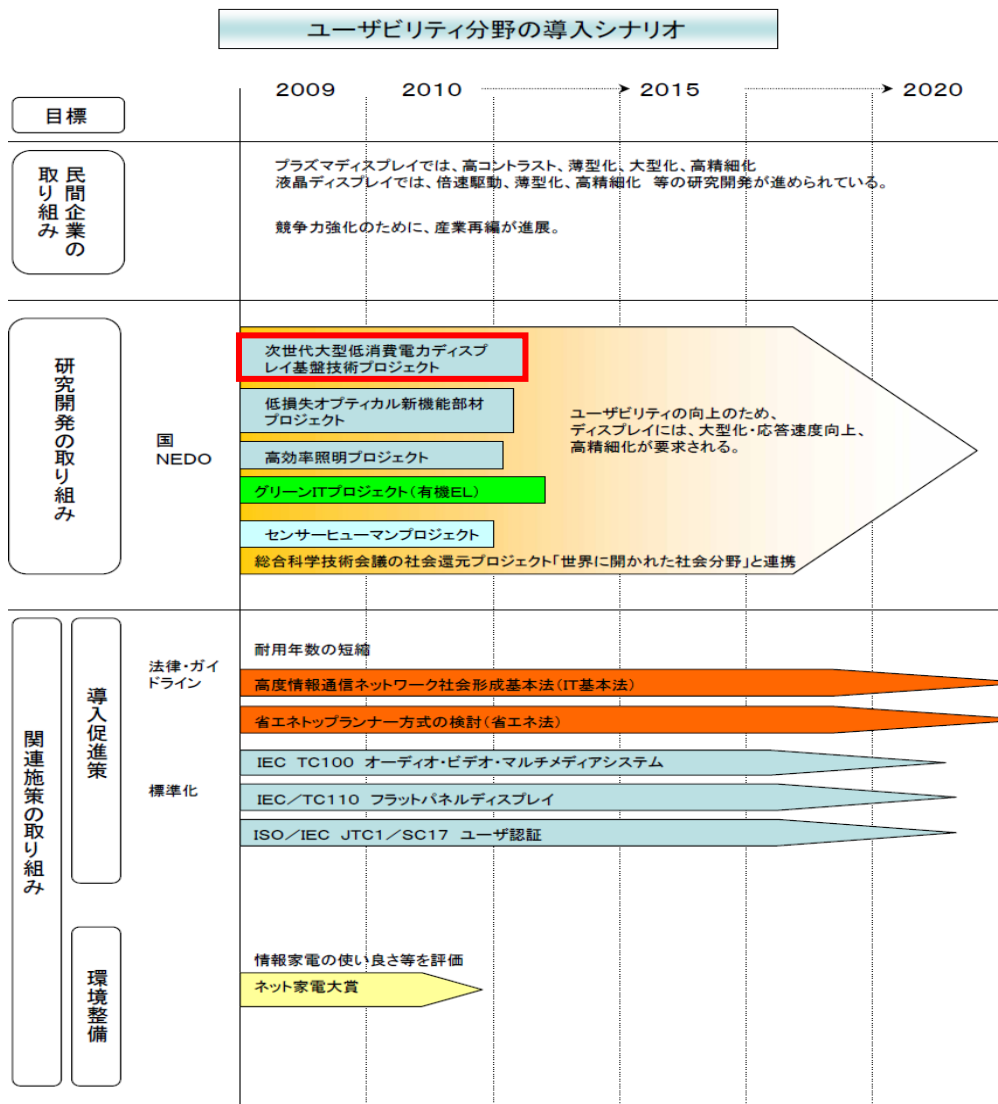 ユーザビリティ分野の導入シナリオ
2009 2010 2015 2020
目標
民間企業の
取り組み
プラズマディスプレイでは、高コントラスト、薄型化、大型化、高精細化
液晶ディスプレイでは、倍速駆動、薄型化、高精細化 等の研究開発が進められている。
競争力強化のために、産業再編が進展。
研究開発の取り組み
国
NEDO
次世代大型低消費電力ディスプ
レイ基盤技術プロジェクト
低損失オプティカル新機能部材
プロジェクト
高効率照明プロジェクト
グリーンITプロジェクト(有機EL)
センサーヒューマンプロジェクト
総合科学技術会議の社会還元プロジェクト「世界に開かれた社会分野」と連携
ユーザビリティの向上のため、
ディスプレイには、大型化・応答速度向上、
高精細化が要求される。
関連施策の取り組み
導入促進策
法律・ガイ
ドライン
耐用年数の短縮
高度情報通信ネットワーク社会形成基本法(IT基本法)
省エネトップランナー方式の検討(省エネ法)
標準化
IEC TC100 オーディオ・ビデオ・マルチメディアシステム
IEC/TC110 フラットパネルディスプレイ
ISO/IEC JTC1/SC17 ユーザ認証
環境整備
情報家電の使い良さ等を評価
ネット家電大賞